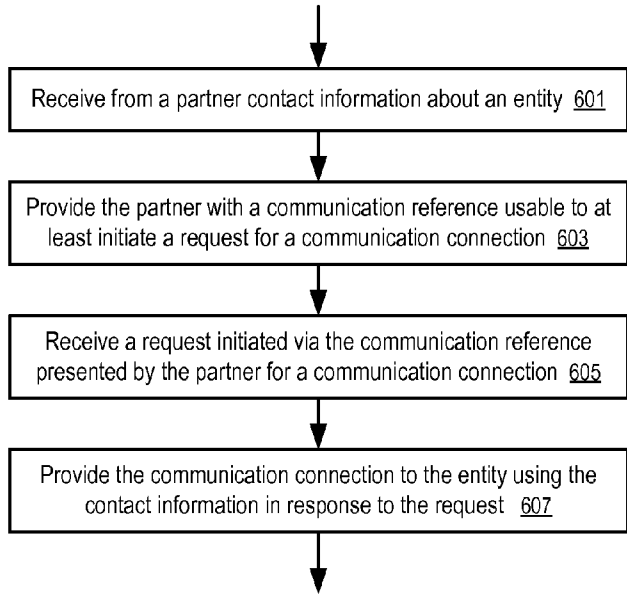 Receive from a partner contact information about an entity 601
Provide the partner with a communication reference usable to at
least initiate a request for a communication connection 603
Receive a request initiated via the communication reference
presented by the partner for a communication connection 605
Provide the communication connection to the entity using the
contact information in response to the request 607